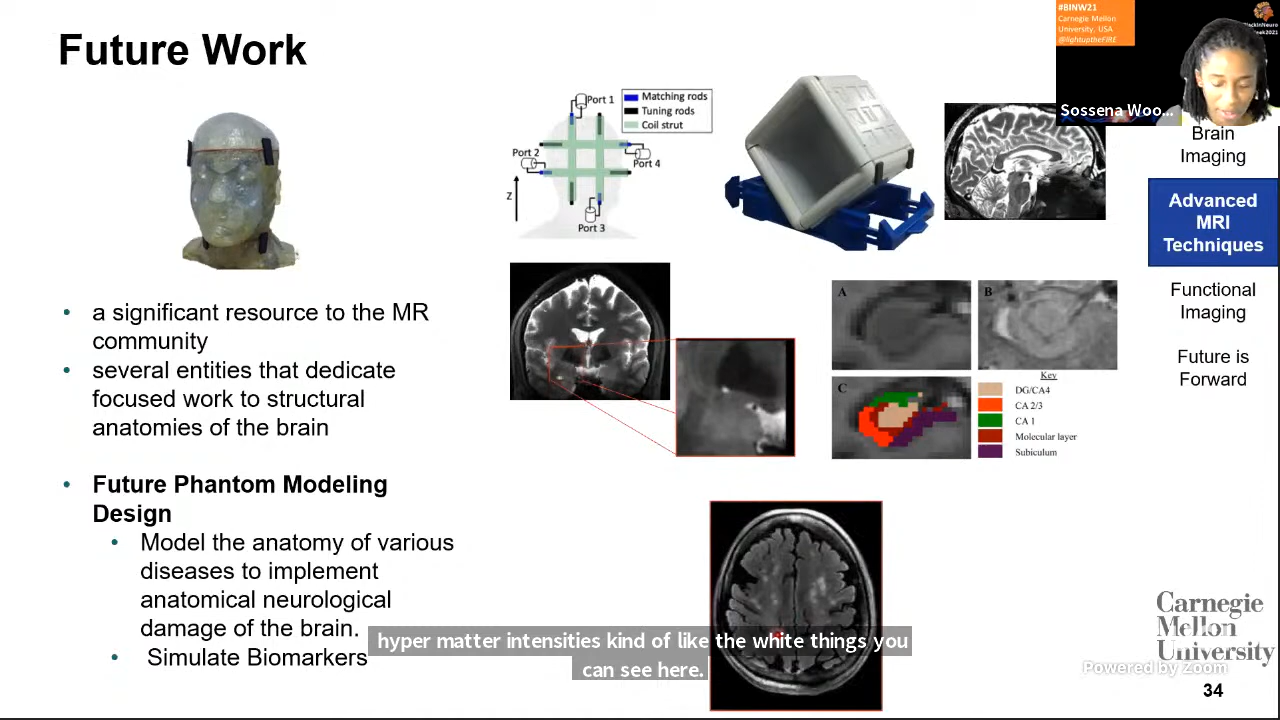 Future Work
#BINW21
Carnegie Mellon
University, USA
@lightuptheFIRE
Sossena Woo...
Port 1
Matching rods
Tuning rods
Coil strut
Port 2
Port 4
Z
Port 3
Brain
Imaging
Advanced
MRI
Techniques
Functional
Imaging
Future is
Forward
• a significant resource to the MR
community
• several entities that dedicate
focused work to structural
anatomies of the brain
• Future Phantom Modeling
Design
• Model the anatomy of various
diseases to implement
anatomical neurological
damage of the brain.
• Simulate Biomarkers
A
B
C
Key
DG/CA4
CA 2/3
CA 1
Molecular layer
Subiculum
hyper matter intensities kind of like the white things you
can see here.
Carnegie
Mellon
University
Powered by Zoom
34